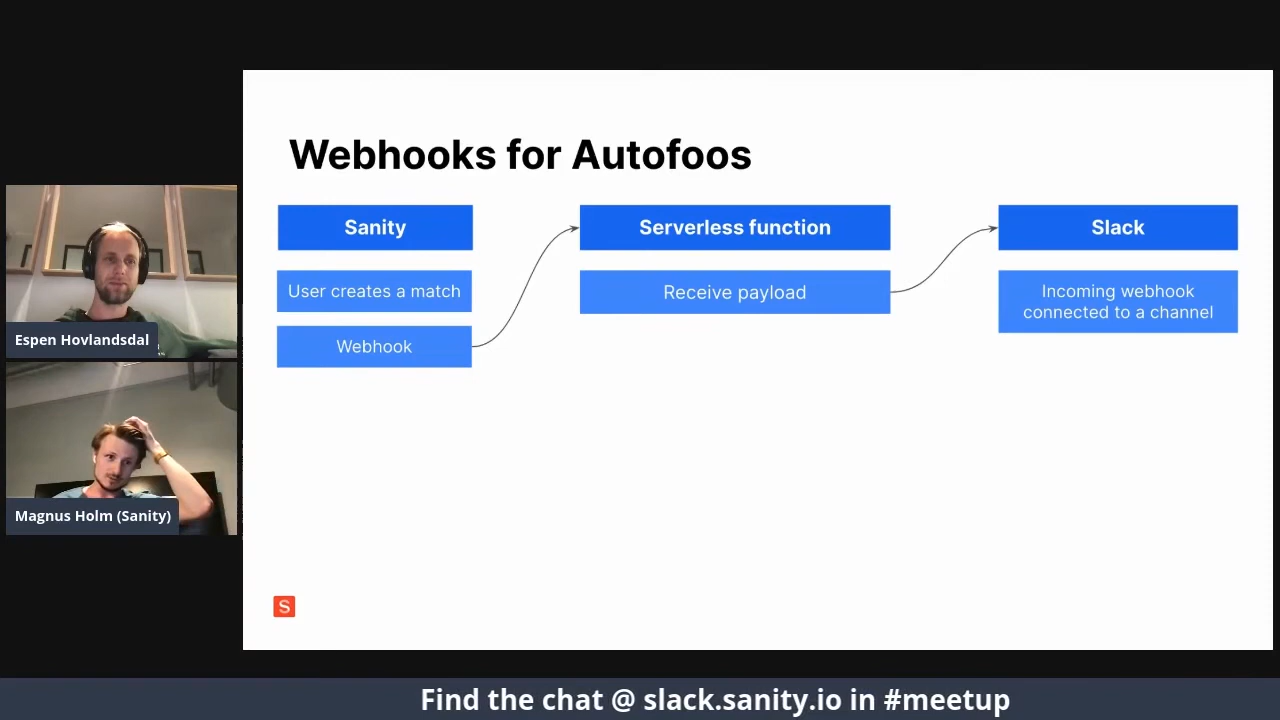 Webhooks for Autofoos
Sanity
User creates a match
Webhook
Serverless function
Receive payload
Slack
Incoming webhook
connected to a channel
Espen Hovlandsdal
Magnus Holm (Sanity)
S
Find the chat @ slack.sanity.io in #meetup